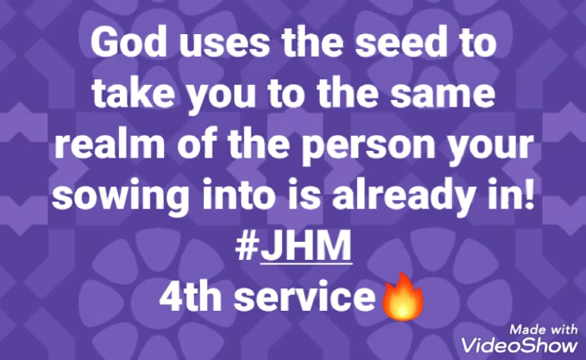 God uses the seed to
take you to the same
realm of the person your
sowing into is already in!
#JHM
4th service🔥
Made with
VideoShow